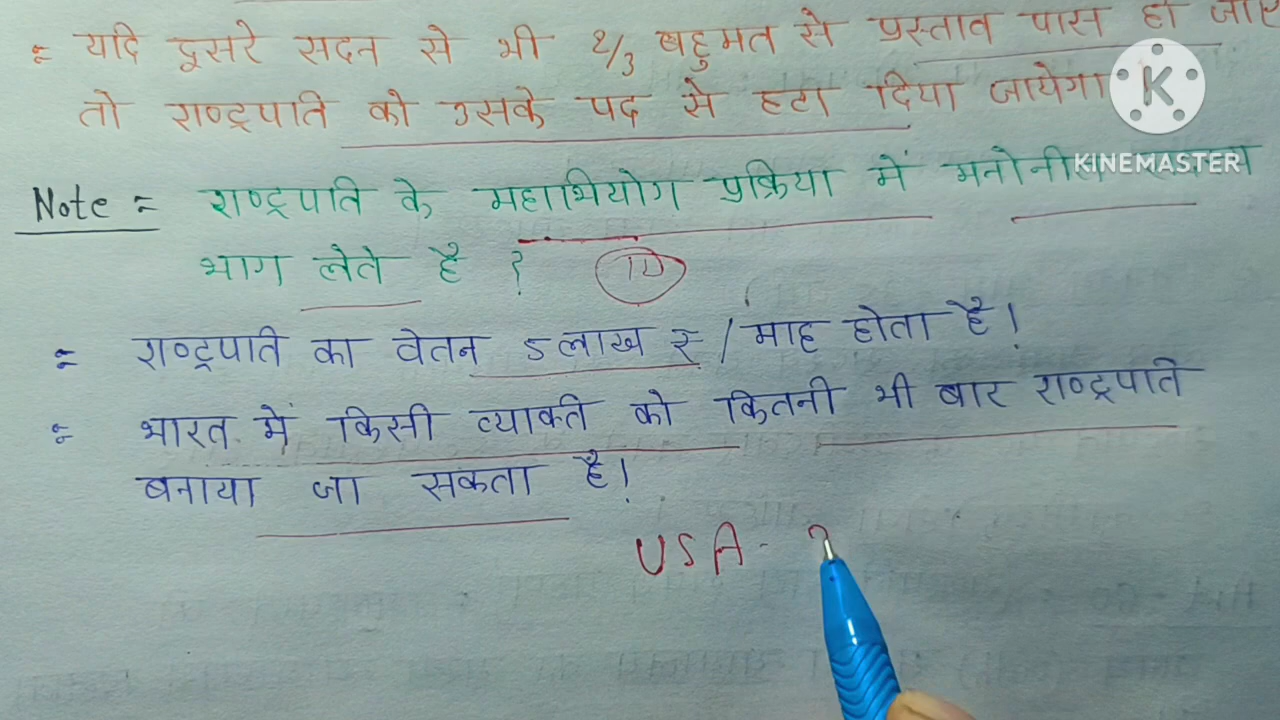 = यदि दूसरे सदन से भी 2/3 बहुमत से प्रस्ताव पास हो जाए
तो राष्ट्रपति को उसके पद से हटा दिया जायेगा
K
KINEMASTER
Note = राष्ट्रपति के महाभियोग प्रक्रिया में मनोनीत
भाग लेते है ?
= राष्ट्रपति का वेतन 5 लाख ₹ / माह होता है !
= भारत में किसी व्यक्ति को कितनी भी बार राष्ट्रपति
बनाया जा सकता है !
USA -